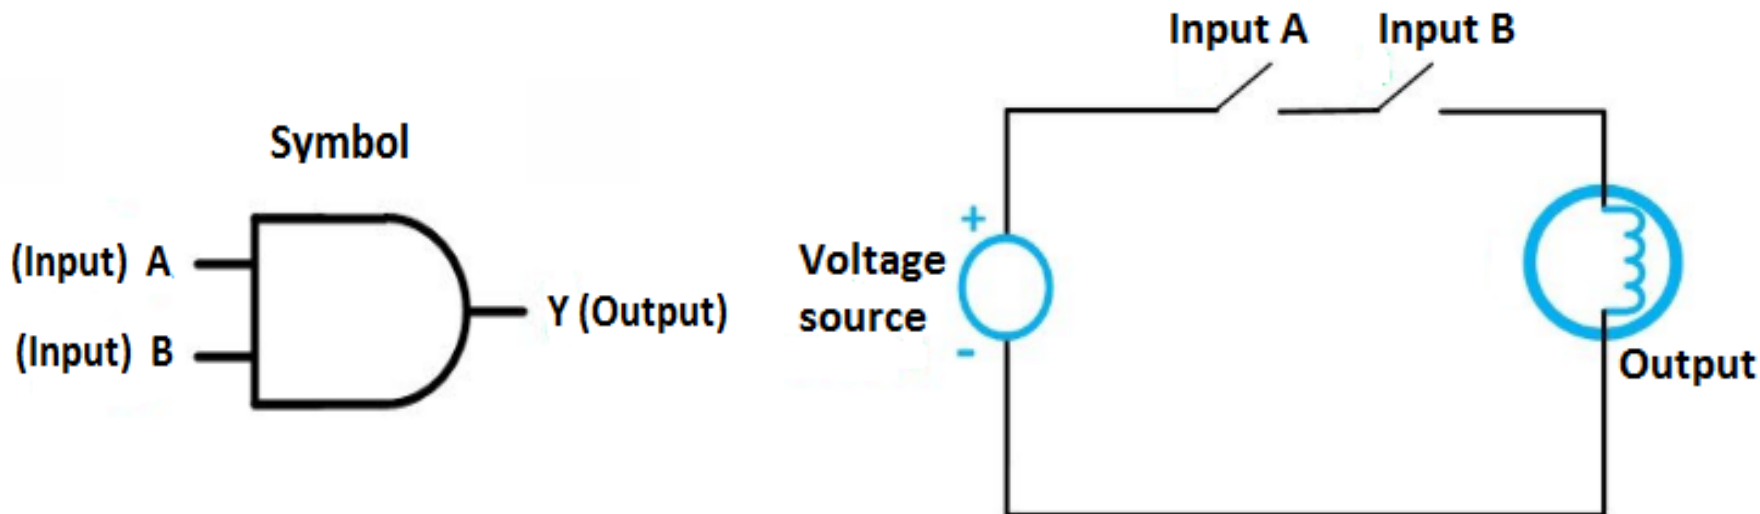 Symbol
(Input) A
(Input) B
Y (Output)
Input A
Input B
+
Voltage
source
-
Output